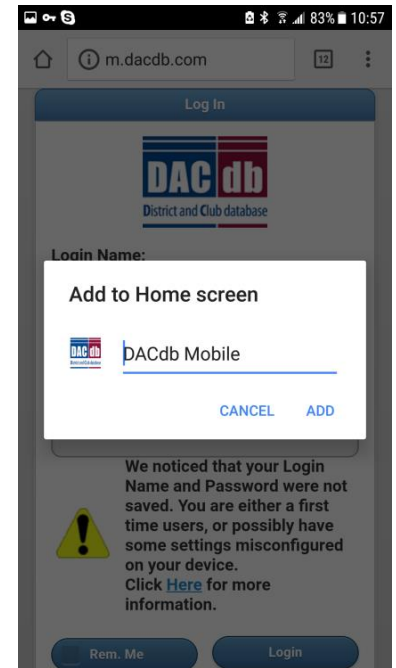 83% 10:57
m.dacdb.com 12
Log In
DAC db
District and Club database
Login Name:
Add to Home screen
DAC db
DACdb Mobile
CANCEL ADD
We noticed that your Login
Name and Password were not
saved. You are either a first
time users, or possibly have
some settings misconfigured
on your device.
Click Here for more
information.
Rem. Me Login